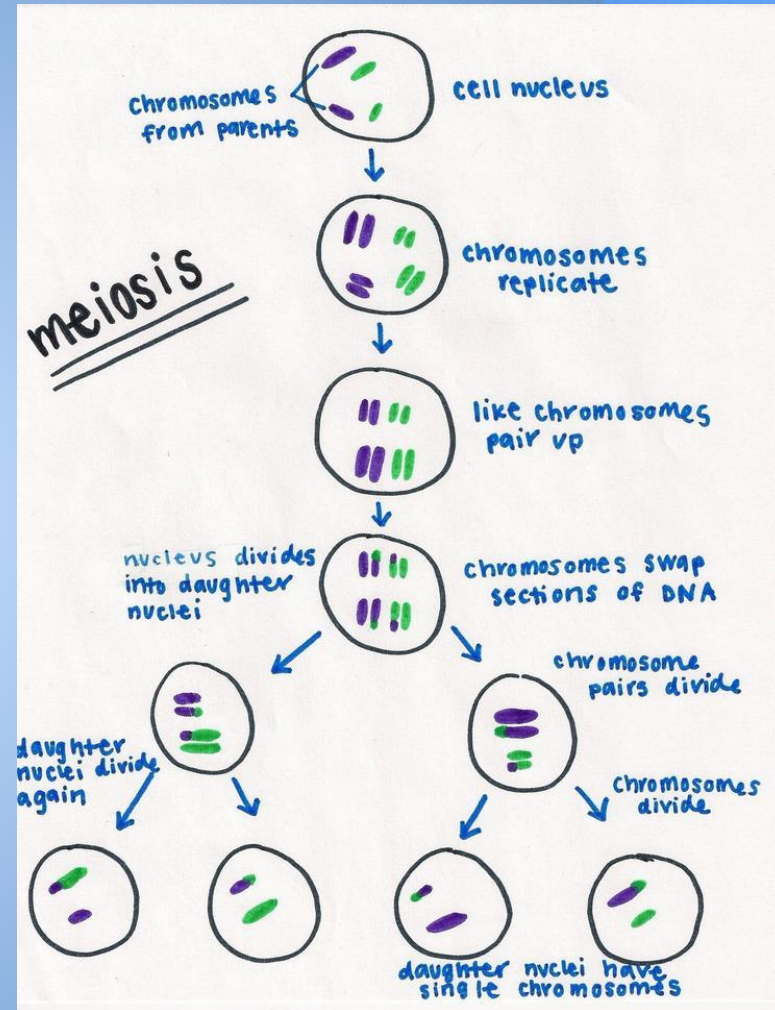 chromosomes
from parents
cell nucleus
meiosis
chromosomes
replicate
like chromosomes
pair up
nucleus divides
into daughter
nuclei
chromosomes swap
sections of DNA
chromosome
pairs divide
daughter
nuclei divide
again
chromosomes
divide
daughter nuclei have
single chromosomes